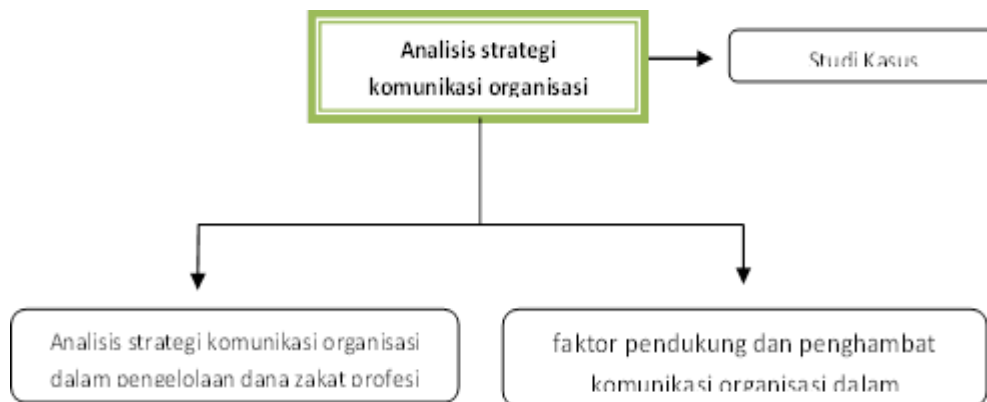 Analisis strategi
komunikasi organisasi
Studi Kasus
Analisis strategi komunikasi organisasi
dalam pengelolaan dana zakat profesi
faktor pendukung dan penghambat
komunikasi organisasi dalam